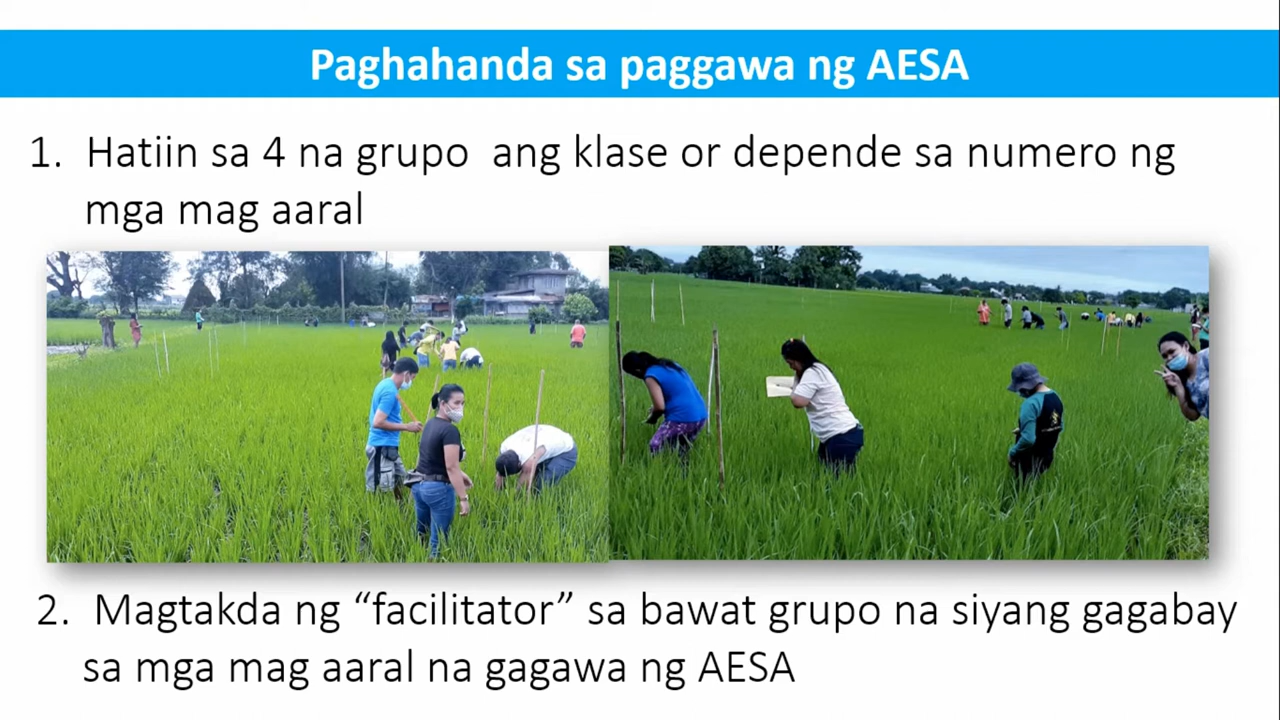 Paghahanda sa paggawa ng AESA
1. Hatiin sa 4 na grupo ang klase or depende sa numero ng
mga mag aaral
2. Magtakda ng “facilitator” sa bawat grupo na siyang gagabay
sa mga mag aaral na gagawa ng AESA